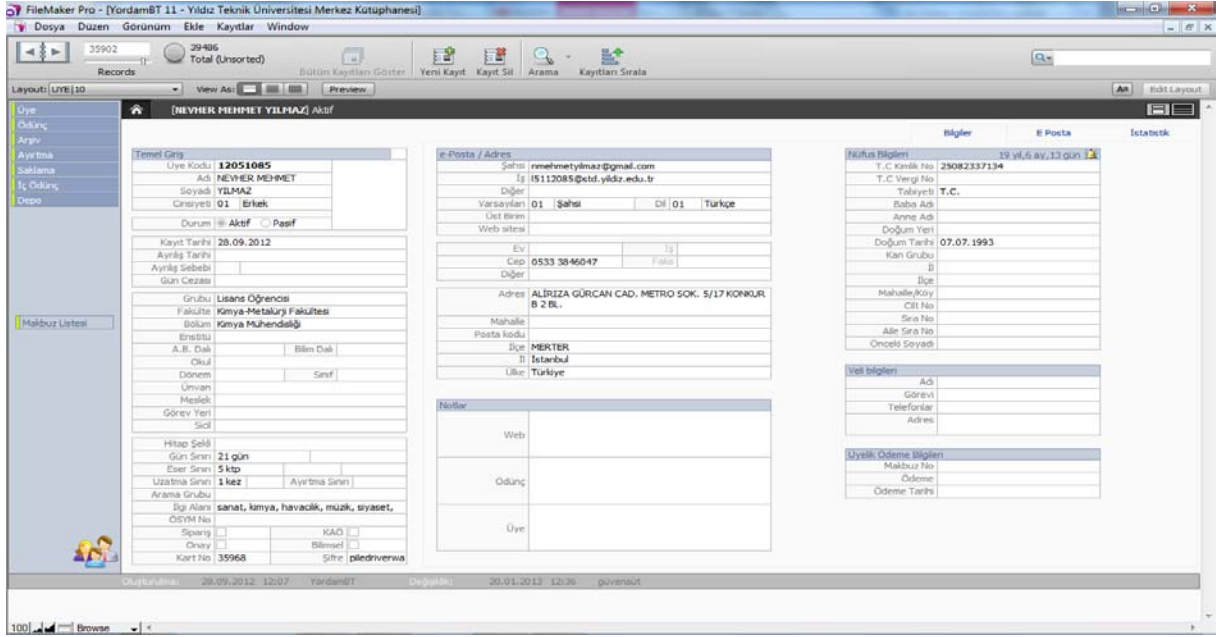 FileMaker Pro - [YordamBT 11 - Yıldız Teknik Üniversitesi Merkez Kütüphanesi]
Dosya Düzen Görünüm Ekle Kayıtlar Window
35902
39486
Total (Unsorted)
Records
Bütün Kayıtları Göster Yeni Kayıt Kayıt Sil Arama Kayıtları Sırala
Layout: UYE|10 View As: Preview Aa Edit Layout
Üye
Ödünç
Arşiv
Ayırtma
Saklama
İç Ödünç
Depo
Makbuz Listesi
[NEVHER MEHMET YILMAZ] Aktif
Bilgiler E Posta İstatistik
Temel Giriş
Üye Kodu 12051085
Adı NEVHER MEHMET
Soyadı YILMAZ
Cinsiyeti 01 Erkek
Durum Aktif Pasif
Kayıt Tarihi 28.09.2012
Ayrılış Tarihi
Ayrılış Sebebi
Gün Cezası
Grubu Lisans Öğrencisi
Fakülte Kimya-Metalürji Fakültesi
Bölüm Kimya Mühendisliği
Enstitü
A.B. Dalı Bilim Dalı
Okul
Dönem Sınıf
Ünvan
Meslek
Görev Yeri
Sicil
Hitap Şekli
Gün Sınırı 21 gün
Eser Sınırı 5 ktp
Uzatma Sınırı 1 kez Ayırtma Sınırı
Arama Grubu
İlgi Alanı sanat, kimya, havacılık, müzik, siyaset,
ÖSYM No
Sipariş KAÖ
Onay Bilimsel
Kart No 35968 Şifre piledriverwa
e-Posta / Adres
Şahsi nmehmetyilmaz@gmail.com
İş l5112085@std.yildiz.edu.tr
Diğer
Varsayılan 01 Şahsi Dil 01 Türkçe
Üst Birim
Web sitesi
Ev İş
Cep 0533 3846047 Faks
Diğer
Adres ALİRIZA GÜRCAN CAD. METRO SOK. 5/17 KONKUR
B 2 BL.
Mahalle
Posta kodu
İlçe MERTER
İl İstanbul
Ülke Türkiye
Notlar
Web
Ödünç
Üye
Nüfus Bilgileri 19 yıl,6 ay,13 gün
T.C Kimlik No 25082337134
T.C Vergi No
Tabiyeti T.C.
Baba Adı
Anne Adı
Doğum Yeri
Doğum Tarihi 07.07.1993
Kan Grubu
İl
İlçe
Mahalle/Köy
Cilt No
Sıra No
Aile Sıra No
Önceki Soyadı
Veli bilgileri
Adı
Görevi
Telefonlar
Adres
Üyelik Ödeme Bilgileri
Makbuz No
Ödeme
Ödeme Tarihi
Oluşturulma: 28.09.2012 12:07 YordamBT Değişiklik: 20.01.2013 12:36 güvensüt
100 Browse